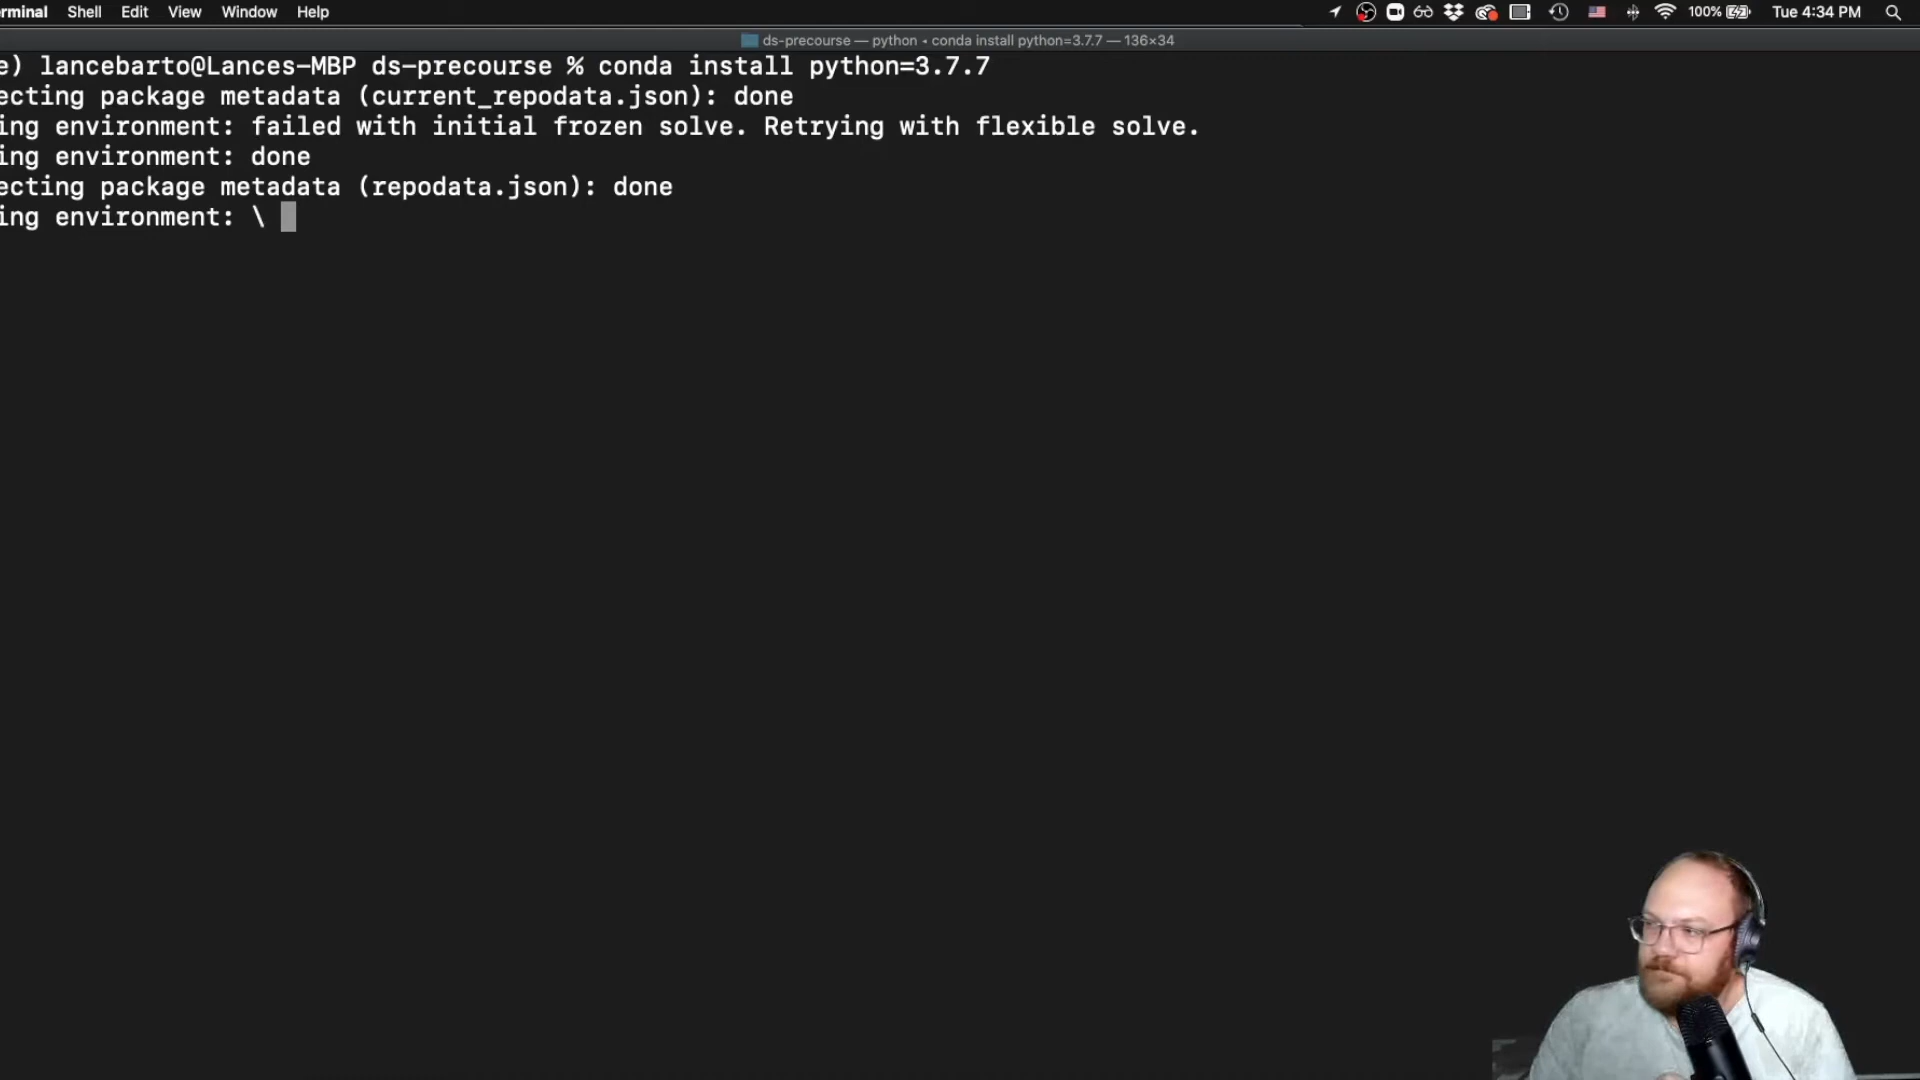 rminal Shell Edit View Window Help 100% Tue 4:34 PM
ds-precourse — python • conda install python=3.7.7 — 136×34
e) lancebarto@Lances-MBP ds-precourse % conda install python=3.7.7
ecting package metadata (current_repodata.json): done
ing environment: failed with initial frozen solve. Retrying with flexible solve.
ing environment: done
ecting package metadata (repodata.json): done
ing environment: \